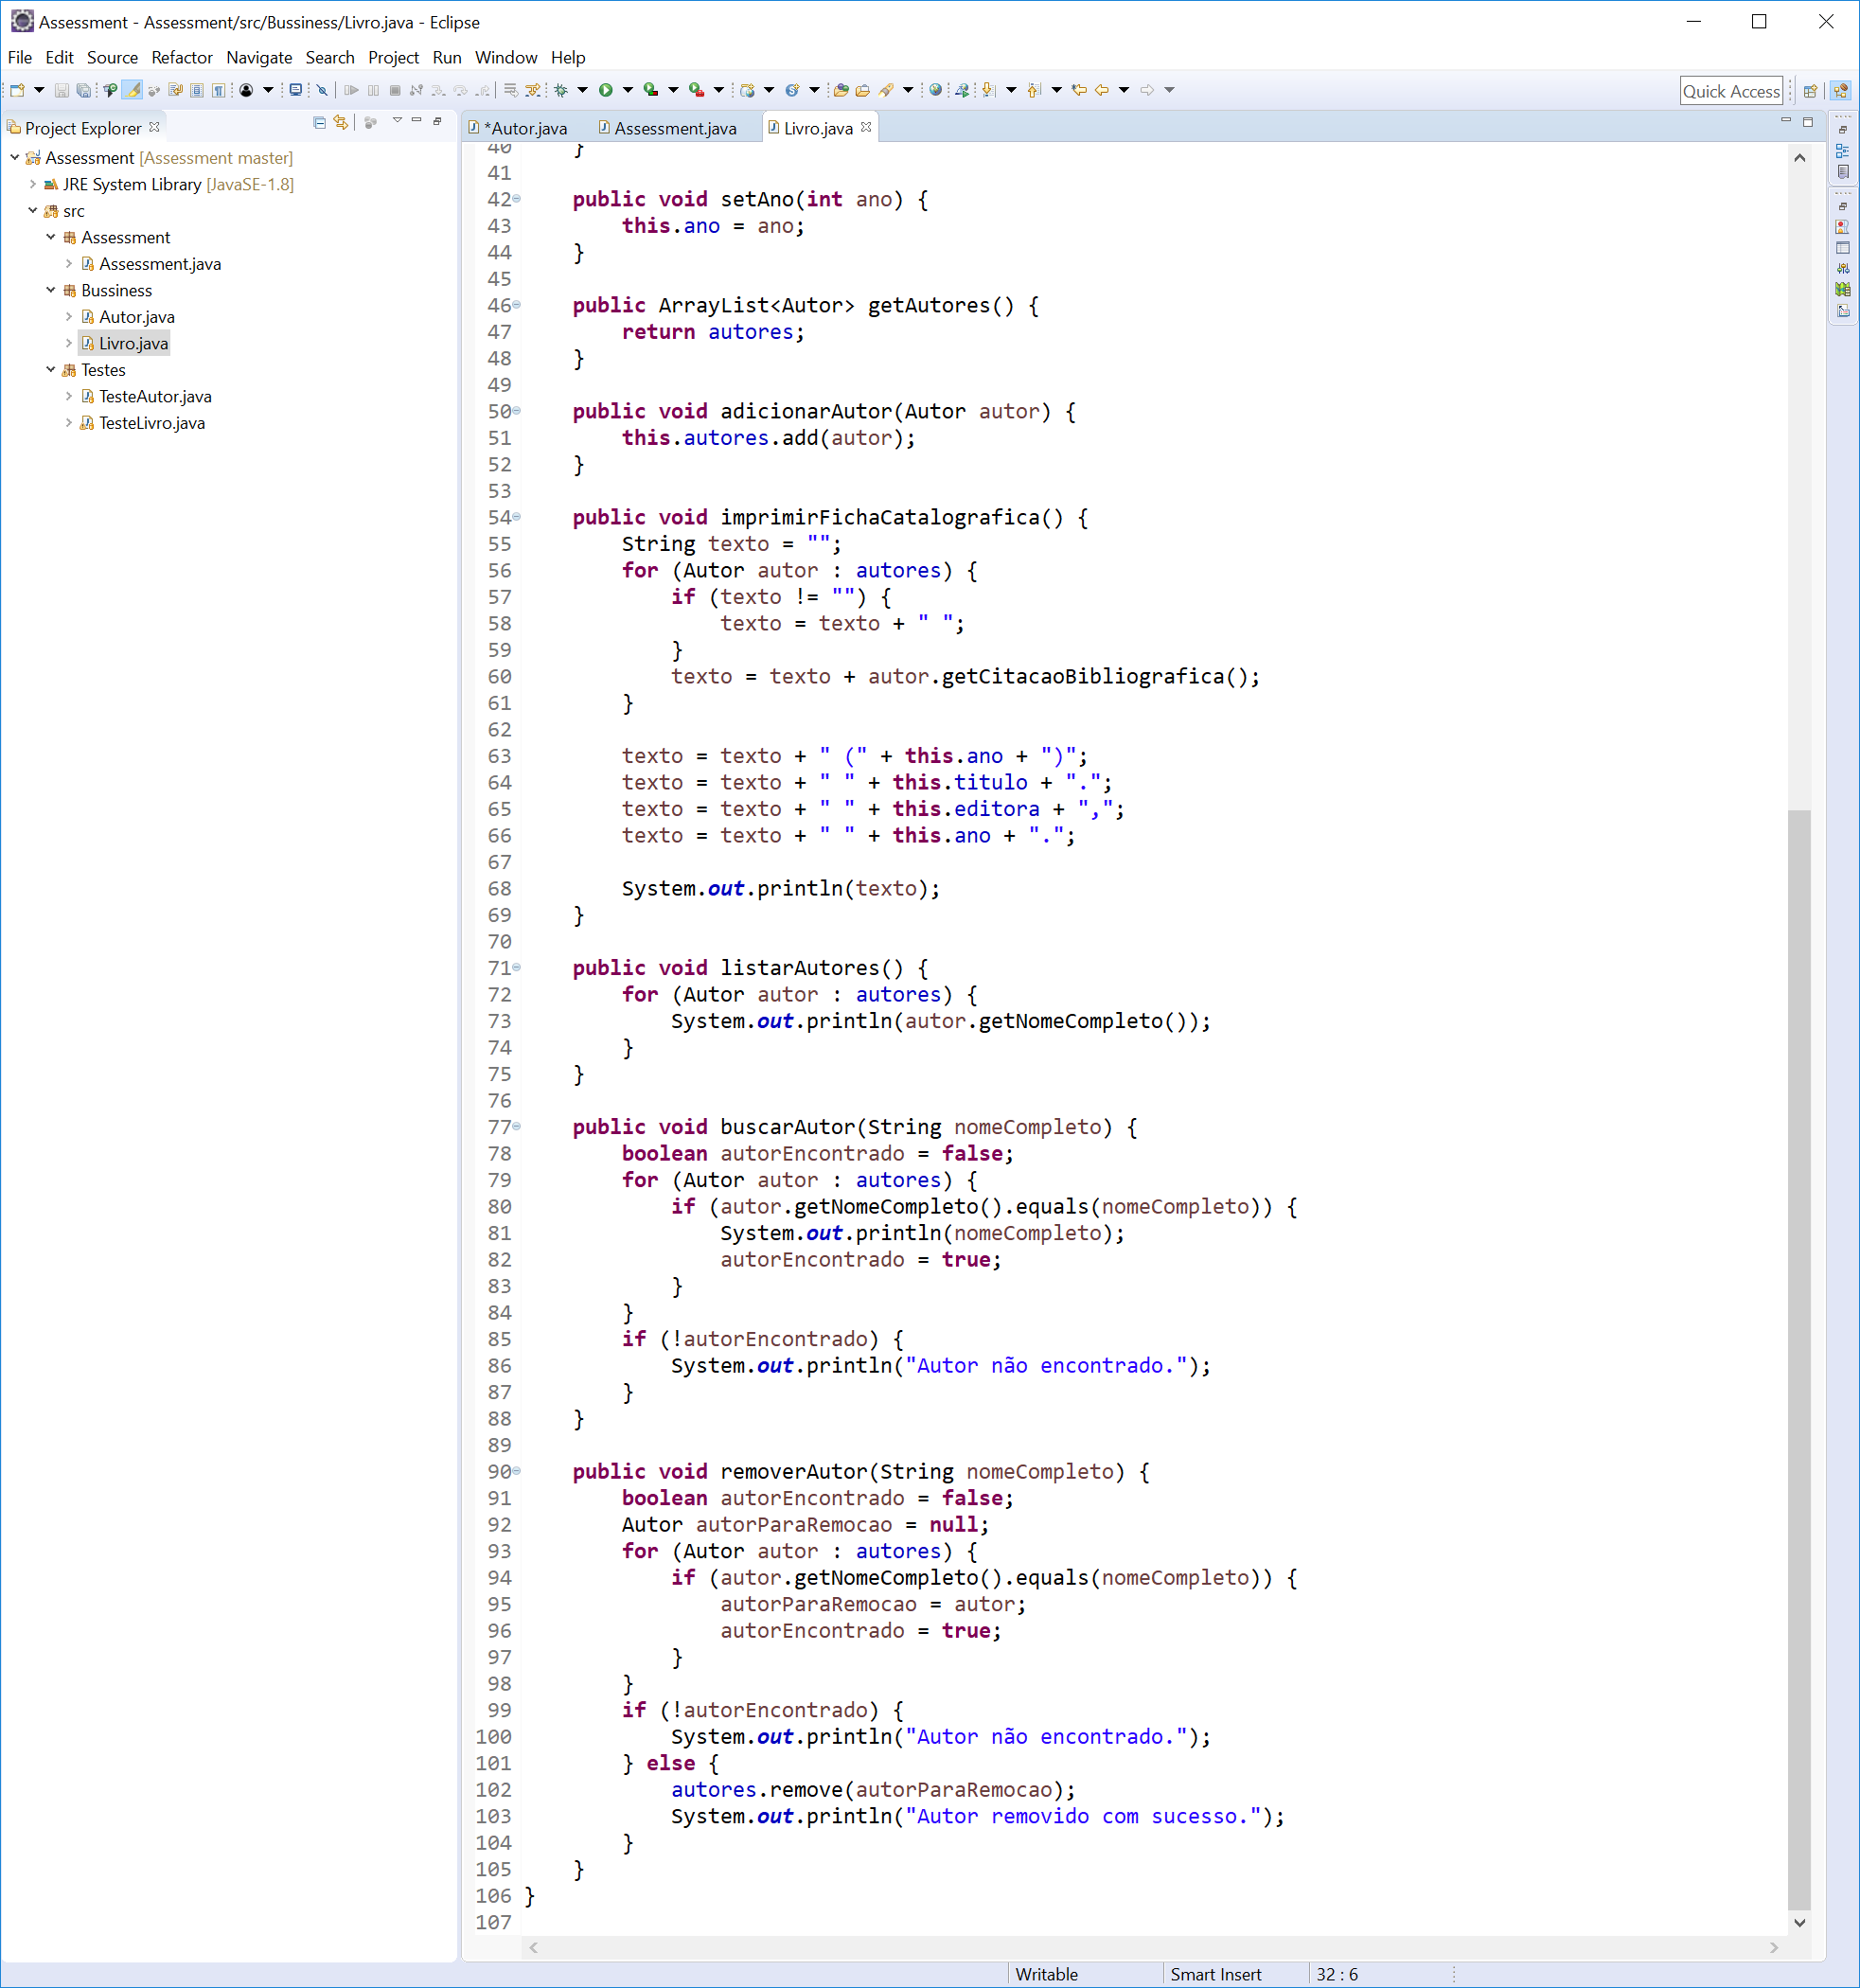 Assessment - Assessment/src/Bussiness/Livro.java - Eclipse
File Edit Source Refactor Navigate Search Project Run Window Help
Quick Access
Project Explorer
Assessment [Assessment master]
JRE System Library [JavaSE-1.8]
src
Assessment
Assessment.java
Bussiness
Autor.java
Livro.java
Testes
TesteAutor.java
TesteLivro.java
*Autor.java Assessment.java Livro.java
40     }
41
42     public void setAno(int ano) {
43         this.ano = ano;
44     }
45
46     public ArrayList<Autor> getAutores() {
47         return autores;
48     }
49
50     public void adicionarAutor(Autor autor) {
51         this.autores.add(autor);
52     }
53
54     public void imprimirFichaCatalografica() {
55         String texto = "";
56         for (Autor autor : autores) {
57             if (texto != "") {
58                 texto = texto + " ";
59             }
60             texto = texto + autor.getCitacaoBibliografica();
61         }
62
63         texto = texto + " (" + this.ano + ")";
64         texto = texto + " " + this.titulo + ".";
65         texto = texto + " " + this.editora + ",";
66         texto = texto + " " + this.ano + ".";
67
68         System.out.println(texto);
69     }
70
71     public void listarAutores() {
72         for (Autor autor : autores) {
73             System.out.println(autor.getNomeCompleto());
74         }
75     }
76
77     public void buscarAutor(String nomeCompleto) {
78         boolean autorEncontrado = false;
79         for (Autor autor : autores) {
80             if (autor.getNomeCompleto().equals(nomeCompleto)) {
81                 System.out.println(nomeCompleto);
82                 autorEncontrado = true;
83             }
84         }
85         if (!autorEncontrado) {
86             System.out.println("Autor não encontrado.");
87         }
88     }
89
90     public void removerAutor(String nomeCompleto) {
91         boolean autorEncontrado = false;
92         Autor autorParaRemocao = null;
93         for (Autor autor : autores) {
94             if (autor.getNomeCompleto().equals(nomeCompleto)) {
95                 autorParaRemocao = autor;
96                 autorEncontrado = true;
97             }
98         }
99         if (!autorEncontrado) {
100             System.out.println("Autor não encontrado.");
101         } else {
102             autores.remove(autorParaRemocao);
103             System.out.println("Autor removido com sucesso.");
104         }
105     }
106 }
107
Writable Smart Insert 32 : 6